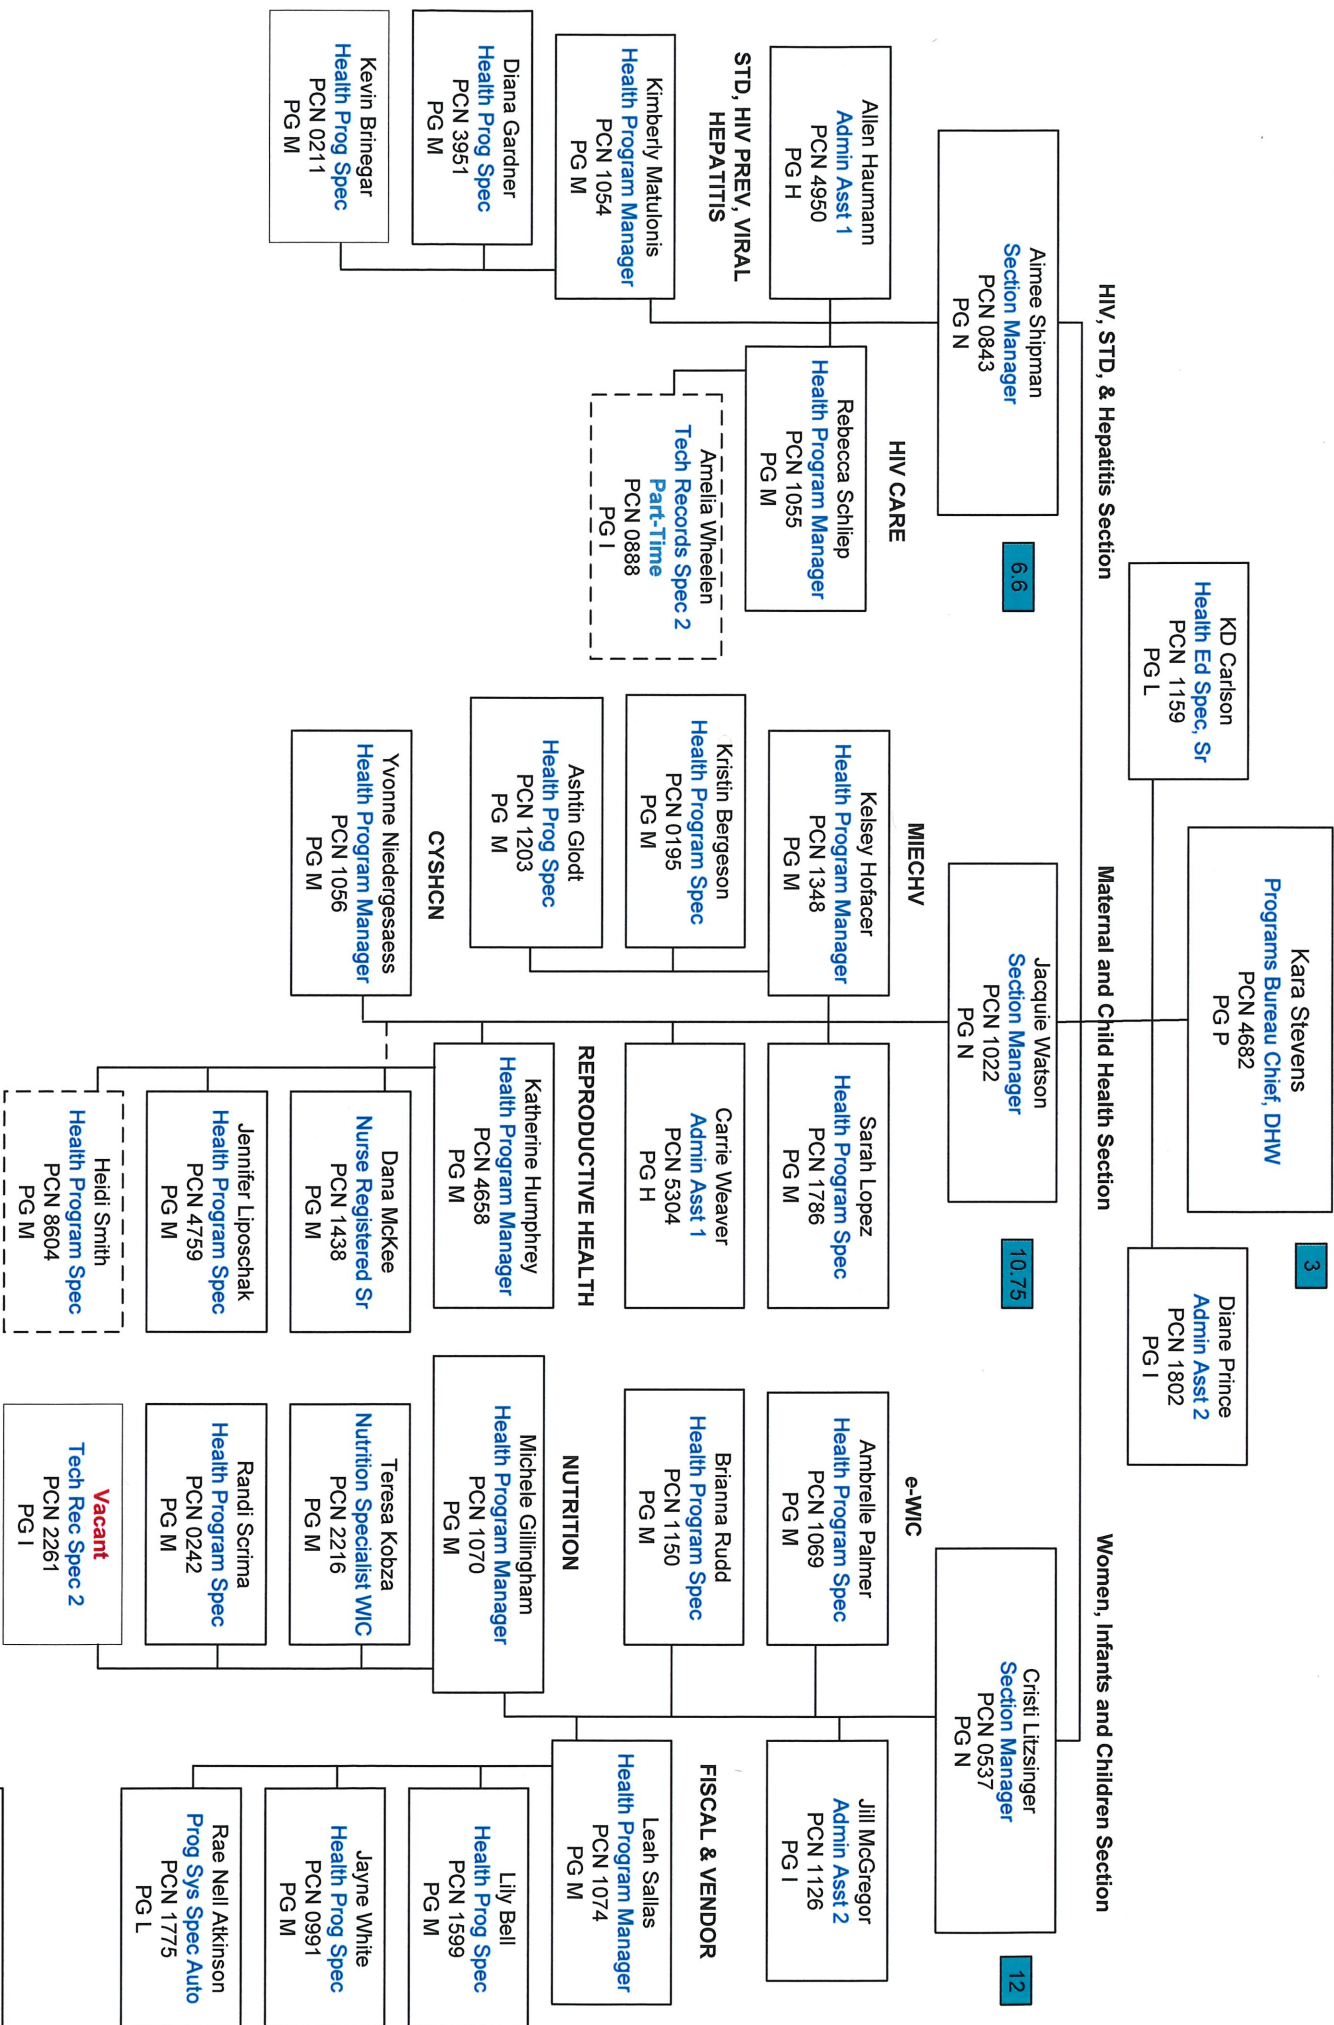 Kara Stevens
Programs Bureau Chief, DHW
PCN 4682
PG P
3
KD Carlson
Health Ed Spec, Sr
PCN 1159
PG L
Diane Prince
Admin Asst 2
PCN 1802
PG I
HIV, STD, & Hepatitis Section
Aimee Shipman
Section Manager
PCN 0843
PG N
6.6
Allen Haumann
Admin Asst 1
PCN 4950
PG H
HIV CARE
Rebecca Schliep
Health Program Manager
PCN 1055
PG M
Amelia Wheelen
Tech Records Spec 2
Part-Time
PCN 0888
PG I
STD, HIV PREV, VIRAL
HEPATITIS
Kimberly Matulonis
Health Program Manager
PCN 1054
PG M
Diana Gardner
Health Prog Spec
PCN 3951
PG M
Kevin Brinegar
Health Prog Spec
PCN 0211
PG M
Maternal and Child Health Section
Jacquie Watson
Section Manager
PCN 1022
PG N
10.75
MIECHV
Kelsey Hofacer
Health Program Manager
PCN 1348
PG M
Kristin Bergeson
Health Program Spec
PCN 0195
PG M
Ashtin Glodt
Health Prog Spec
PCN 1203
PG M
CYSHCN
Yvonne Niedergesaess
Health Program Manager
PCN 1056
PG M
Sarah Lopez
Health Program Spec
PCN 1786
PG M
Carrie Weaver
Admin Asst 1
PCN 5304
PG H
REPRODUCTIVE HEALTH
Katherine Humphrey
Health Program Manager
PCN 4658
PG M
Dana McKee
Nurse Registered Sr
PCN 1438
PG M
Jennifer Liposchak
Health Program Spec
PCN 4759
PG M
Heidi Smith
Health Program Spec
PCN 8604
PG M
Women, Infants and Children Section
Cristi Litzsinger
Section Manager
PCN 0537
PG N
12
e-WIC
Ambrelle Palmer
Health Program Spec
PCN 1069
PG M
Brianna Rudd
Health Program Spec
PCN 1150
PG M
NUTRITION
Michele Gillingham
Health Program Manager
PCN 1070
PG M
Teresa Kobza
Nutrition Specialist WIC
PCN 2216
PG M
Randi Scrima
Health Program Spec
PCN 0242
PG M
Vacant
Tech Rec Spec 2
PCN 2261
PG I
Jill McGregor
Admin Asst 2
PCN 1126
PG I
FISCAL & VENDOR
Leah Sallas
Health Program Manager
PCN 1074
PG M
Lily Bell
Health Prog Spec
PCN 1599
PG M
Jayne White
Health Prog Spec
PCN 0991
PG M
Rae Nell Atkinson
Prog Sys Spec Auto
PCN 1775
PG L